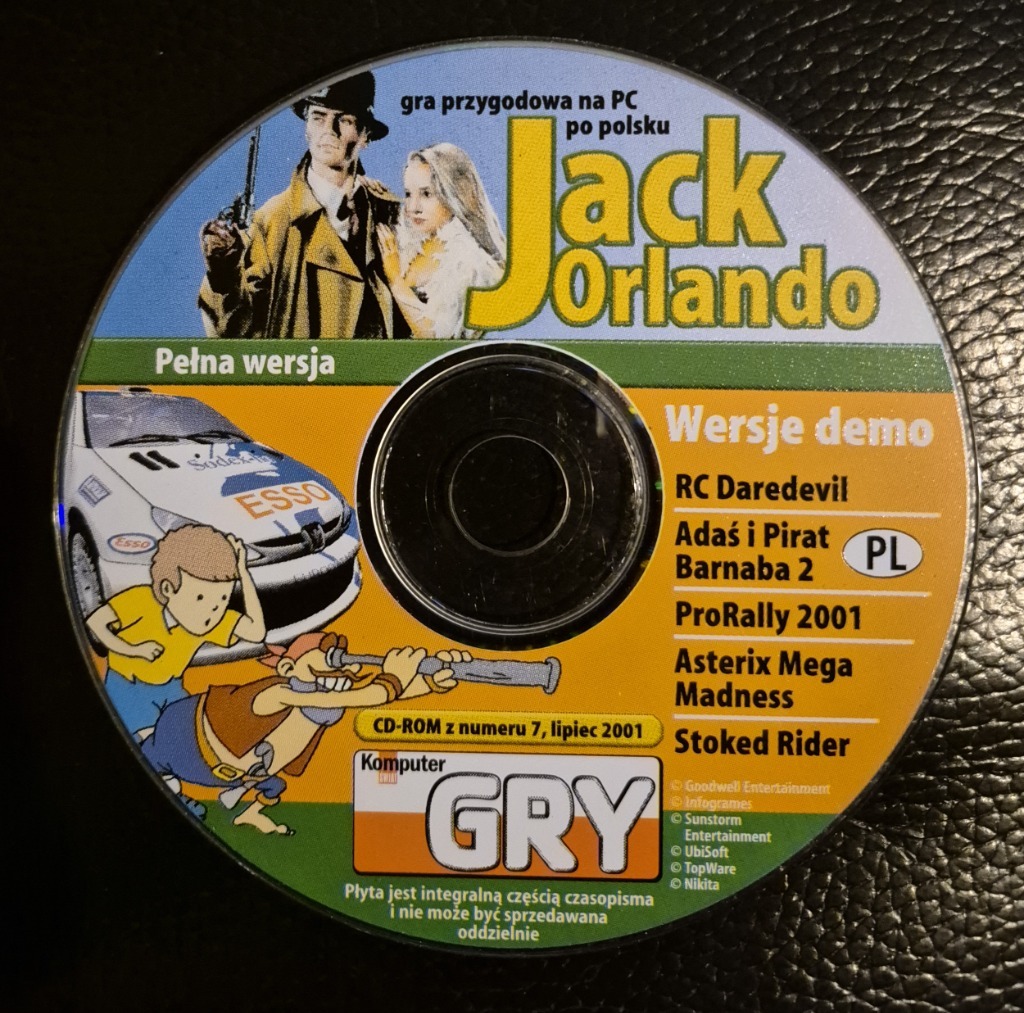 gra przygodowa na PC
po polsku
Jack
Orlando
Pełna wersja
Wersje demo
RC Daredevil
Adaś i Pirat
Barnaba 2
PL
ProRally 2001
Asterix Mega
Madness
Stoked Rider
ESSO
Esso
CD-ROM z numeru 7, lipiec 2001
Komputer
ŚWIAT
GRY
© Goodwell Entertainment
© Infogrames
© Sunstorm
Entertainment
© UbiSoft
© TopWare
© Nikita
Płyta jest integralną częścią czasopisma
i nie może być sprzedawana
oddzielnie